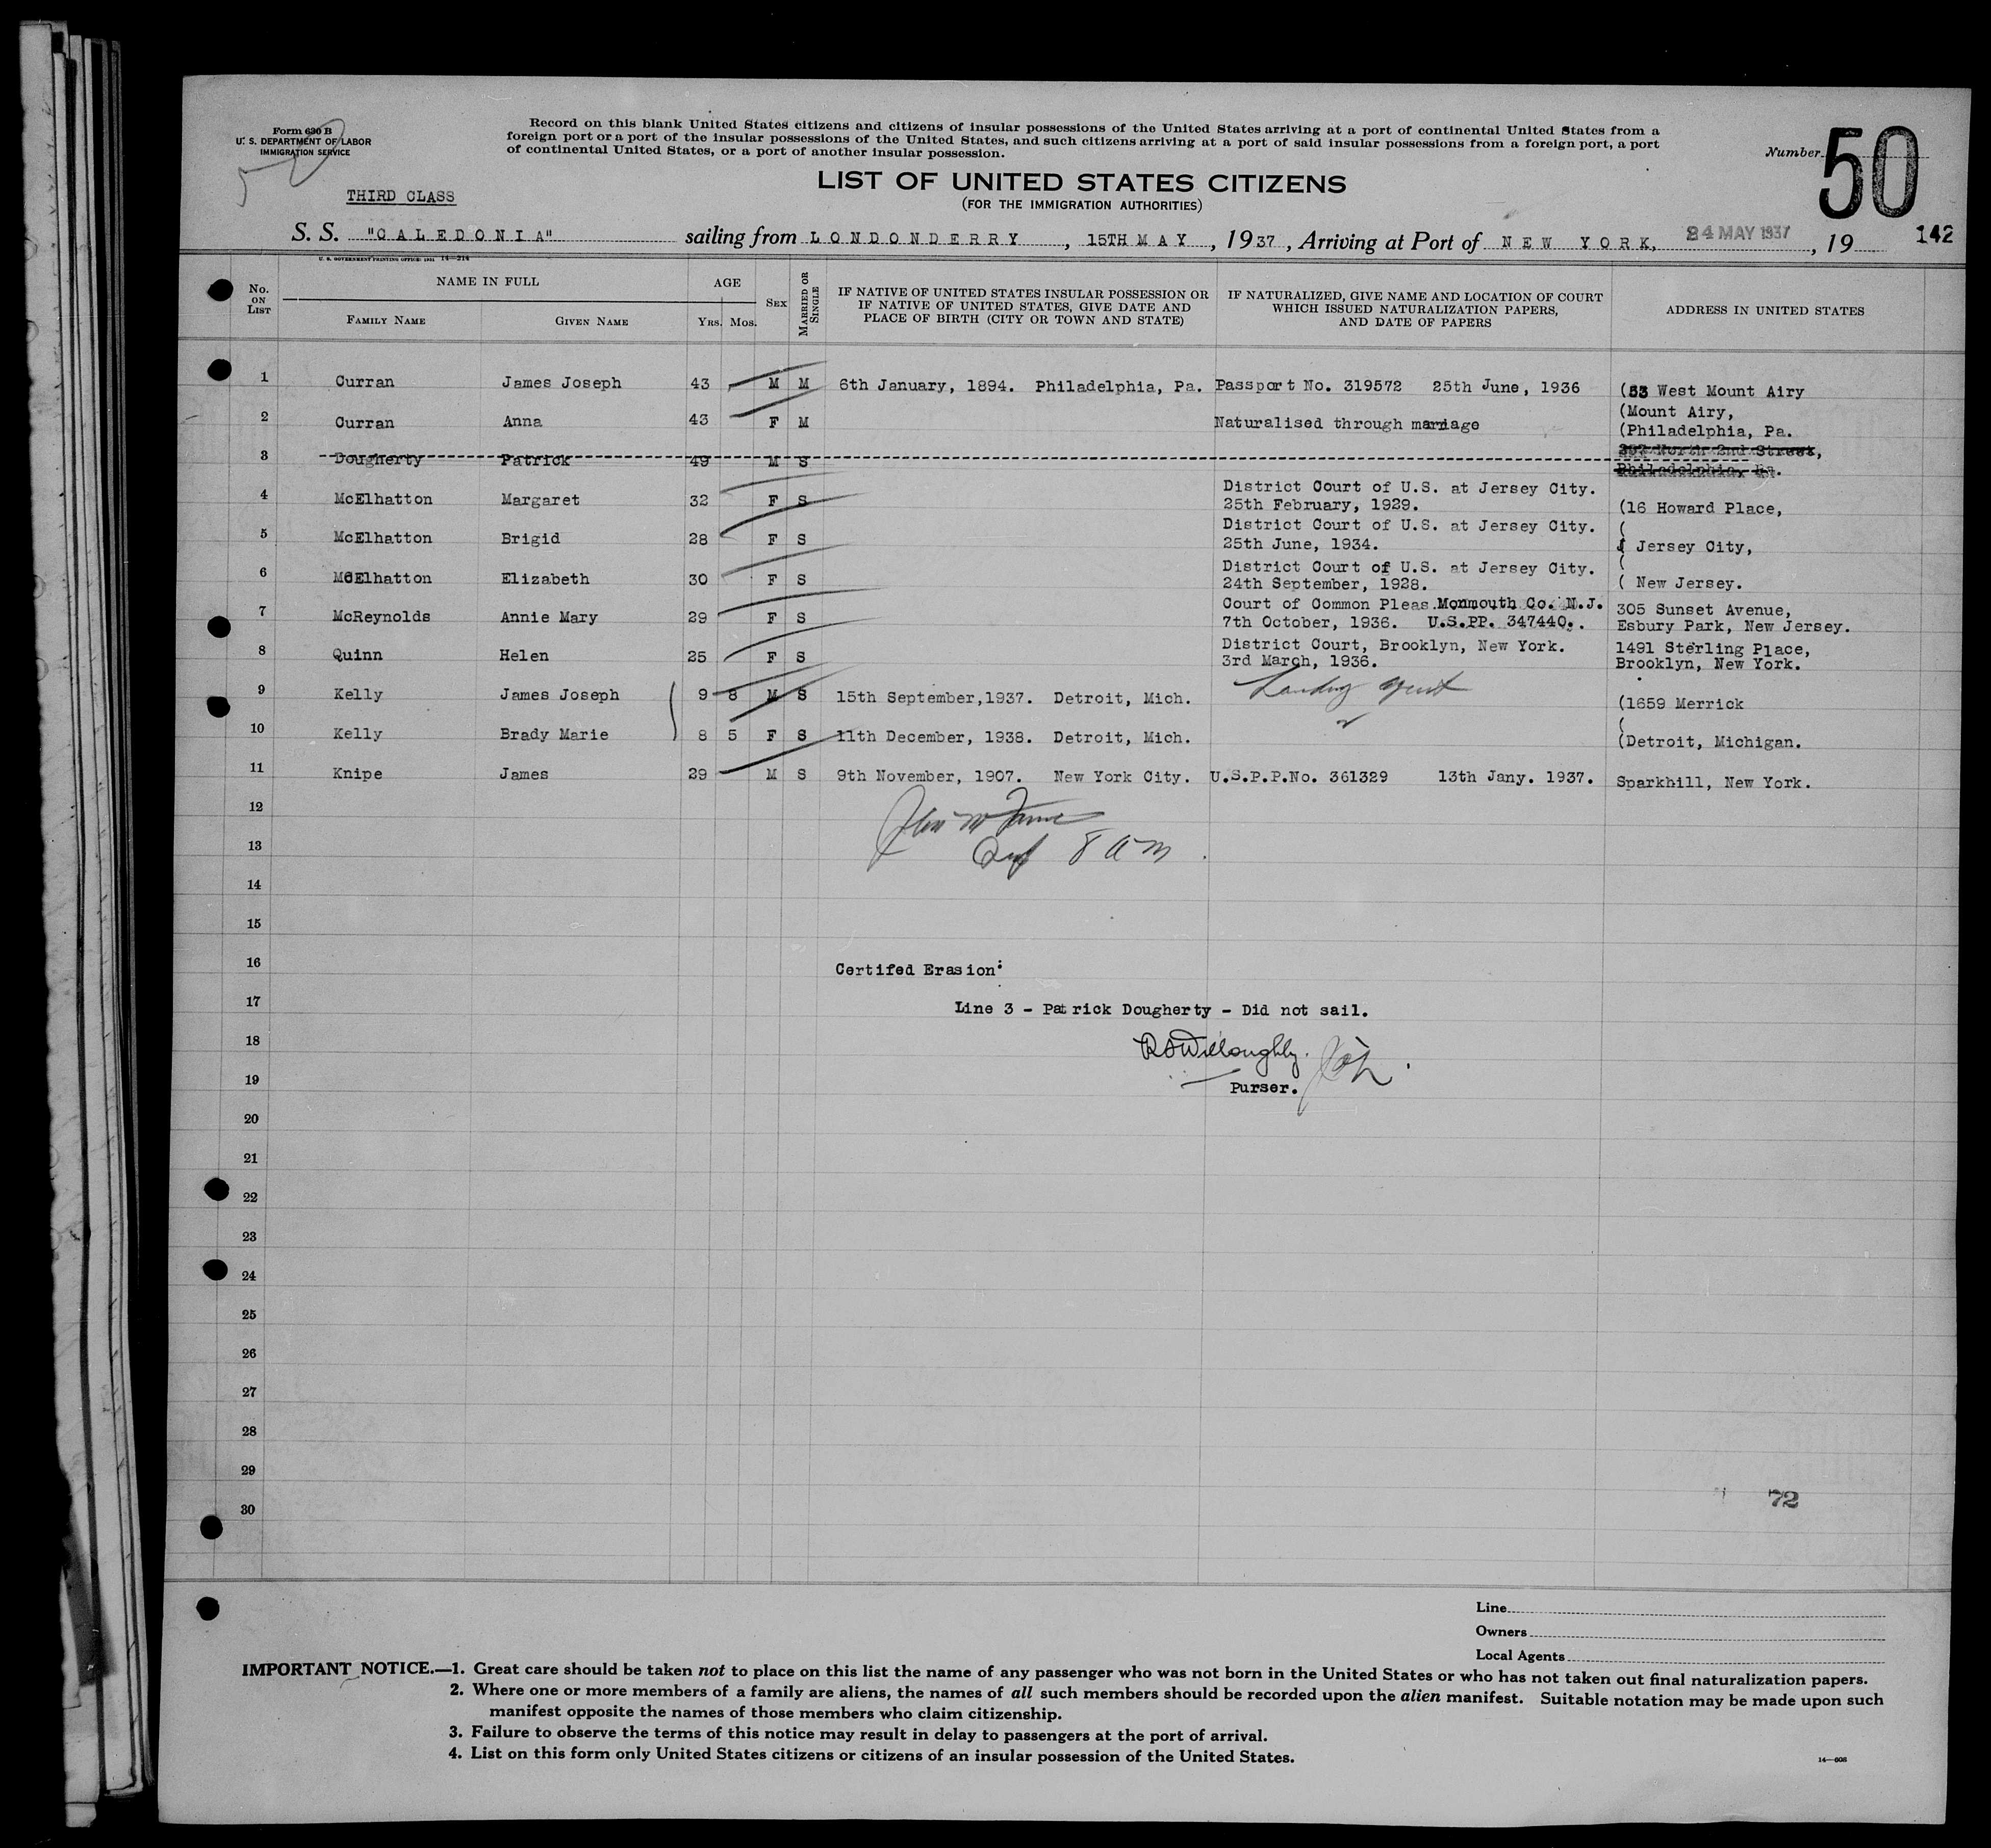 Form 630 B
U. S. DEPARTMENT OF LABOR
IMMIGRATION SERVICE
50
Record on this blank United States citizens and citizens of insular possessions of the United States arriving at a port of continental United States from a
foreign port or a port of the insular possessions of the United States, and such citizens arriving at a port of said insular possessions from a foreign port, a port
of continental United States, or a port of another insular possession.
Number 50
LIST OF UNITED STATES CITIZENS
(FOR THE IMMIGRATION AUTHORITIES)
THIRD CLASS
S. S. "CALEDONIA" sailing from LONDONDERRY, 15TH MAY, 1937, Arriving at Port of NEW YORK, 24 MAY 1937, 19 142
U. S. GOVERNMENT PRINTING OFFICE: 1931 14—214
No. ON LIST
NAME IN FULL
FAMILY NAME GIVEN NAME
AGE
YRS. MOS.
SEX
MARRIED OR SINGLE
IF NATIVE OF UNITED STATES INSULAR POSSESSION OR
IF NATIVE OF UNITED STATES, GIVE DATE AND
PLACE OF BIRTH (CITY OR TOWN AND STATE)
IF NATURALIZED, GIVE NAME AND LOCATION OF COURT
WHICH ISSUED NATURALIZATION PAPERS,
AND DATE OF PAPERS
ADDRESS IN UNITED STATES
1 Curran James Joseph 43 M M 6th January, 1894. Philadelphia, Pa. Passport No. 319572 25th June, 1936 (53 West Mount Airy
2 Curran Anna 43 F M Naturalised through marriage (Mount Airy,
(Philadelphia, Pa.
3 Dougherty Patrick 49 M S North 2nd Street,
Philadelphia, Pa.
4 McElhatton Margaret 32 F S District Court of U.S. at Jersey City.
25th February, 1929. (16 Howard Place,
5 McElhatton Brigid 28 F S District Court of U.S. at Jersey City. (
25th June, 1934. ( Jersey City,
6 McElhatton Elizabeth 30 F S District Court of U.S. at Jersey City. (
24th September, 1928. ( New Jersey.
7 McReynolds Annie Mary 29 F S Court of Common Pleas.Monmouth Co. N.J. 305 Sunset Avenue,
7th October, 1936. U.S.PP. 347440.. Esbury Park, New Jersey.
8 Quinn Helen 25 F S District Court, Brooklyn, New York. 1491 Sterling Place,
3rd March, 1936. Brooklyn, New York.
9 Kelly James Joseph 9 8 M S 15th September,1937. Detroit, Mich. (1659 Merrick
(
10 Kelly Brady Marie 8 5 F S 11th December, 1938. Detroit, Mich. (Detroit, Michigan.
11 Knipe James 29 M S 9th November, 1907. New York City. U.S.P.P.No. 361329 13th Jany. 1937. Sparkhill, New York.
12
13 8 am
14
15
16 Certifed Erasion:
17 Line 3 - Patrick Dougherty - Did not sail.
18 Willoughby.
19 Purser.
20
21
22
23
24
25
26
27
28
29
30 72
Line
Owners
Local Agents
IMPORTANT NOTICE.—1. Great care should be taken not to place on this list the name of any passenger who was not born in the United States or who has not taken out final naturalization papers.
2. Where one or more members of a family are aliens, the names of all such members should be recorded upon the alien manifest. Suitable notation may be made upon such
manifest opposite the names of those members who claim citizenship.
3. Failure to observe the terms of this notice may result in delay to passengers at the port of arrival.
4. List on this form only United States citizens or citizens of an insular possession of the United States.
14—608